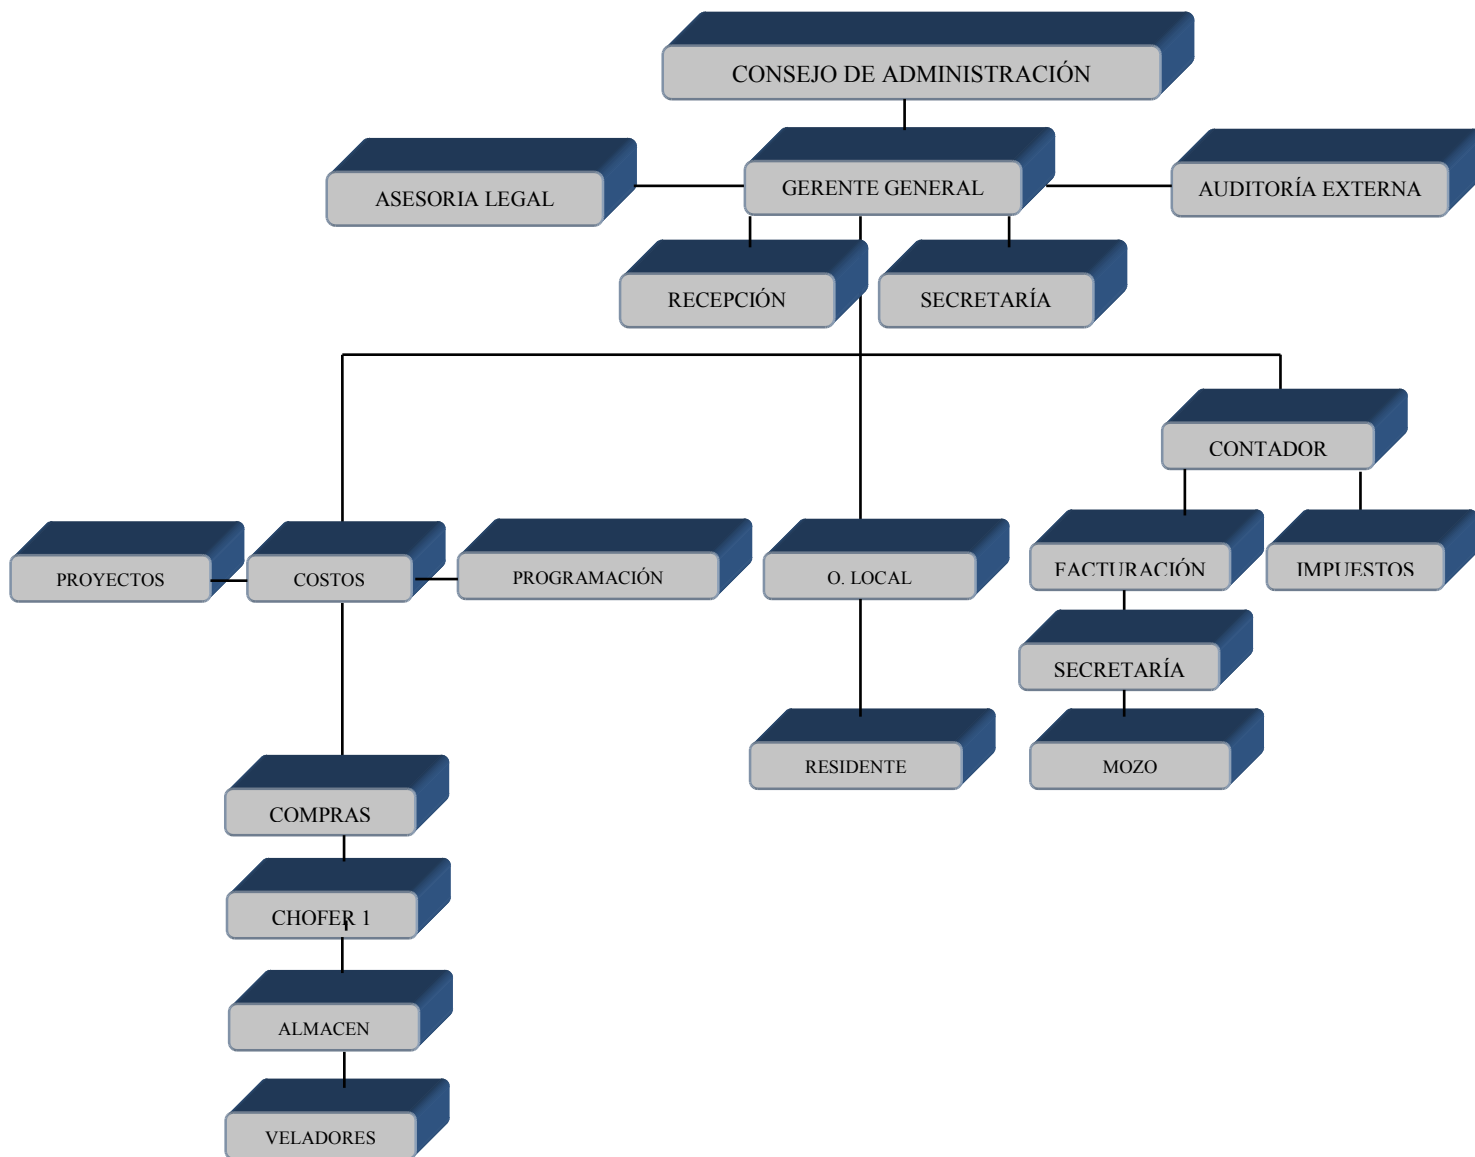 CONSEJO DE ADMINISTRACIÓN
ASESORIA LEGAL
GERENTE GENERAL
AUDITORÍA EXTERNA
RECEPCIÓN
SECRETARÍA
CONTADOR
PROYECTOS
COSTOS
PROGRAMACIÓN
O. LOCAL
FACTURACIÓN
IMPUESTOS
SECRETARÍA
RESIDENTE
MOZO
COMPRAS
CHOFER 1
ALMACEN
VELADORES